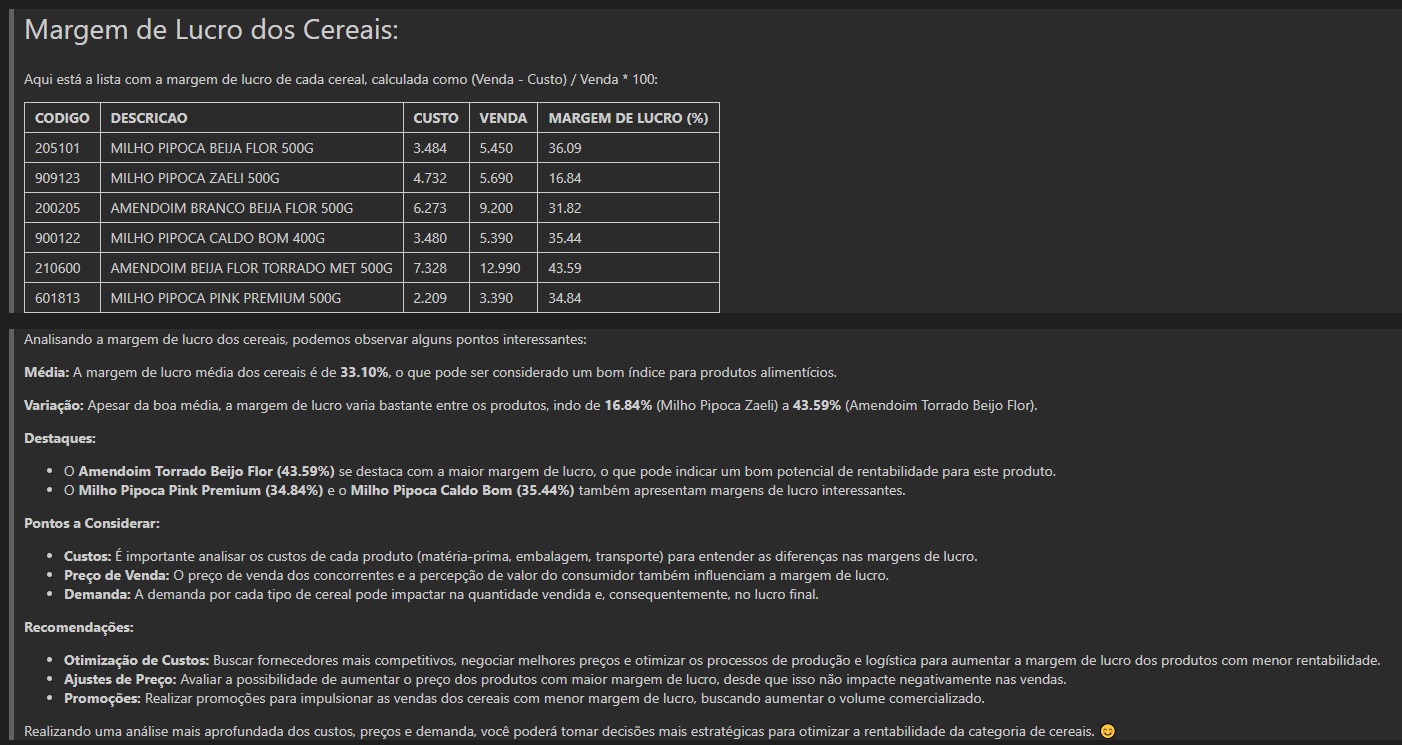 Margem de Lucro dos Cereais:
Aqui está a lista com a margem de lucro de cada cereal, calculada como (Venda - Custo) / Venda * 100:
CODIGO DESCRICAO CUSTO VENDA MARGEM DE LUCRO (%)
205101 MILHO PIPOCA BEIJA FLOR 500G 3.484 5.450 36.09
909123 MILHO PIPOCA ZAELI 500G 4.732 5.690 16.84
200205 AMENDOIM BRANCO BEIJA FLOR 500G 6.273 9.200 31.82
900122 MILHO PIPOCA CALDO BOM 400G 3.480 5.390 35.44
210600 AMENDOIM BEIJA FLOR TORRADO MET 500G 7.328 12.990 43.59
601813 MILHO PIPOCA PINK PREMIUM 500G 2.209 3.390 34.84
Analisando a margem de lucro dos cereais, podemos observar alguns pontos interessantes:
Média: A margem de lucro média dos cereais é de 33.10%, o que pode ser considerado um bom índice para produtos alimentícios.
Variação: Apesar da boa média, a margem de lucro varia bastante entre os produtos, indo de 16.84% (Milho Pipoca Zaeli) a 43.59% (Amendoim Torrado Beijo Flor).
Destaques:
• O Amendoim Torrado Beijo Flor (43.59%) se destaca com a maior margem de lucro, o que pode indicar um bom potencial de rentabilidade para este produto.
• O Milho Pipoca Pink Premium (34.84%) e o Milho Pipoca Caldo Bom (35.44%) também apresentam margens de lucro interessantes.
Pontos a Considerar:
• Custos: É importante analisar os custos de cada produto (matéria-prima, embalagem, transporte) para entender as diferenças nas margens de lucro.
• Preço de Venda: O preço de venda dos concorrentes e a percepção de valor do consumidor também influenciam a margem de lucro.
• Demanda: A demanda por cada tipo de cereal pode impactar na quantidade vendida e, consequentemente, no lucro final.
Recomendações:
• Otimização de Custos: Buscar fornecedores mais competitivos, negociar melhores preços e otimizar os processos de produção e logística para aumentar a margem de lucro dos produtos com menor rentabilidade.
• Ajustes de Preço: Avaliar a possibilidade de aumentar o preço dos produtos com maior margem de lucro, desde que isso não impacte negativamente nas vendas.
• Promoções: Realizar promoções para impulsionar as vendas dos cereais com menor margem de lucro, buscando aumentar o volume comercializado.
Realizando uma análise mais aprofundada dos custos, preços e demanda, você poderá tomar decisões mais estratégicas para otimizar a rentabilidade da categoria de cereais. 😊